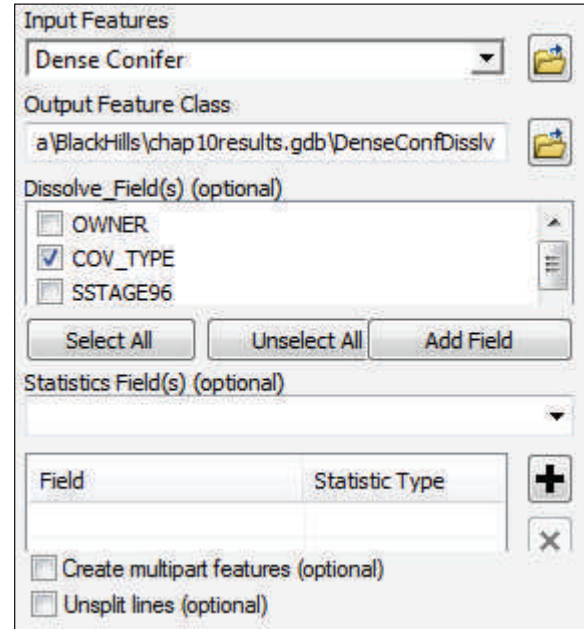 Input Features
Dense Conifer
Output Feature Class
a\BlackHills\chap10results.gdb\DenseConfDisslv
Dissolve_Field(s) (optional)
OWNER
COV_TYPE
SSTAGE96
Select All Unselect All Add Field
Statistics Field(s) (optional)
Field Statistic Type
Create multipart features (optional)
Unsplit lines (optional)